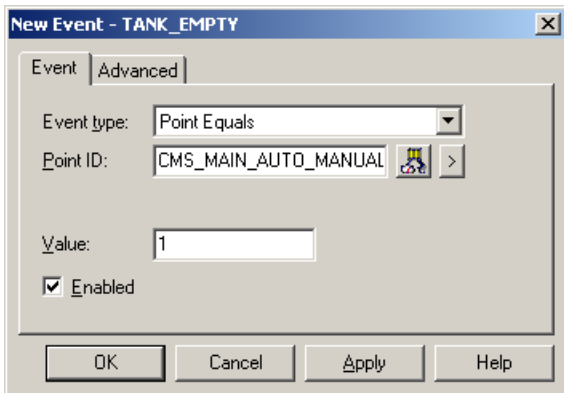 New Event - TANK_EMPTY
Event Advanced
Event type: Point Equals
Point ID: CMS_MAIN_AUTO_MANUAL >
Value: 1
Enabled
OK Cancel Apply Help